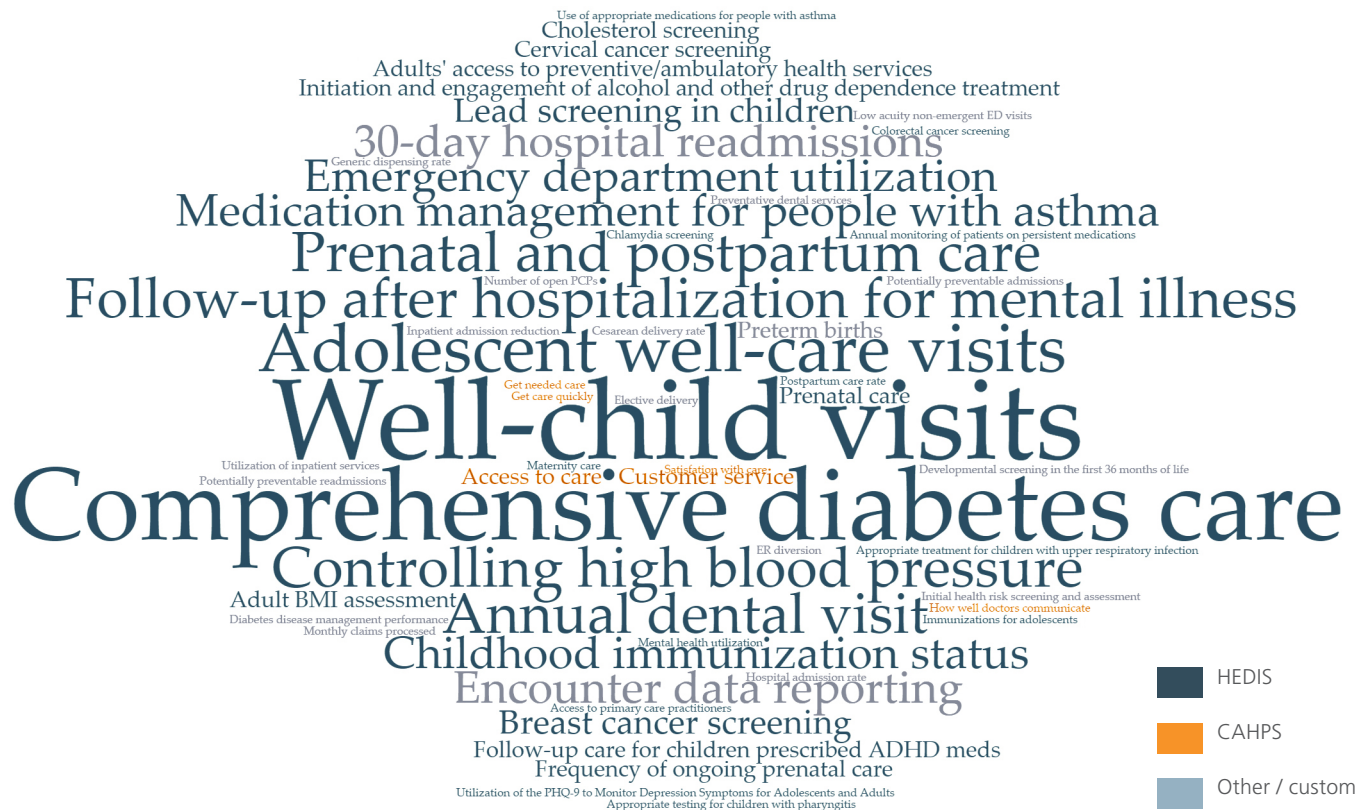 Use of appropriate medications for people with asthma
Cholesterol screening
Cervical cancer screening
Adults' access to preventive/ambulatory health services
Initiation and engagement of alcohol and other drug dependence treatment
Lead screening in children
Low acuity non-emergent ED visits
Colorectal cancer screening
30-day hospital readmissions
Generic dispensing rate
Emergency department utilization
Preventative dental services
Medication management for people with asthma
Chlamydia screening
Annual monitoring of patients on persistent medications
Prenatal and postpartum care
Number of open PCPs
Potentially preventable admissions
Follow-up after hospitalization for mental illness
Inpatient admission reduction
Cesarean delivery rate
Preterm births
Adolescent well-care visits
Get needed care
Get care quickly
Elective delivery
Postpartum care rate
Prenatal care
Well-child visits
Utilization of inpatient services
Potentially preventable readmissions
Maternity care
Access to care
Satisfation with care
Customer service
Developmental screening in the first 36 months of life
Comprehensive diabetes care
ER diversion
Appropriate treatment for children with upper respiratory infection
Controlling high blood pressure
Adult BMI assessment
Diabetes disease management performance
Monthly claims processed
Annual dental visit
Initial health risk screening and assessment
How well doctors communicate
Immunizations for adolescents
Mental health utilization
Childhood immunization status
Hospital admission rate
Encounter data reporting
Access to primary care practitioners
Breast cancer screening
Follow-up care for children prescribed ADHD meds
Frequency of ongoing prenatal care
Utilization of the PHQ-9 to Monitor Depression Symptoms for Adolescents and Adults
Appropriate testing for children with pharyngitis
HEDIS
CAHPS
Other / custom